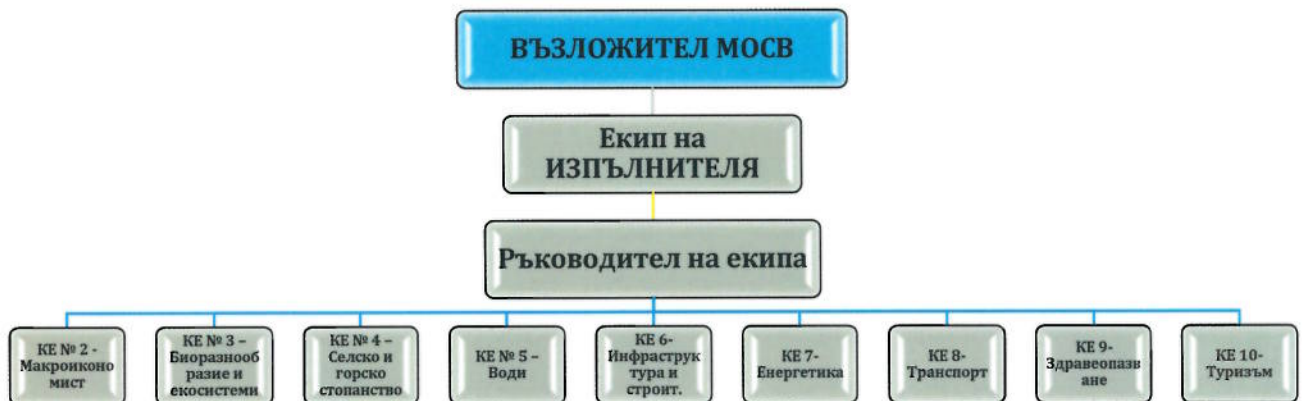 ВЪЗЛОЖИТЕЛ МОСВ
Екип на
ИЗПЪЛНИТЕЛЯ
Ръководител на екипа
КЕ № 2 -
Макроиконо
мист
КЕ № 3 –
Биоразнооб
разие и
екосистеми
КЕ № 4 –
Селско и
горско
стопанство
КЕ № 5 –
Води
КЕ 6-
Инфраструк
тура и
строит.
КЕ 7-
Енергетика
КЕ 8-
Транспорт
КЕ 9-
Здравеопазв
ане
КЕ 10-
Туризъм